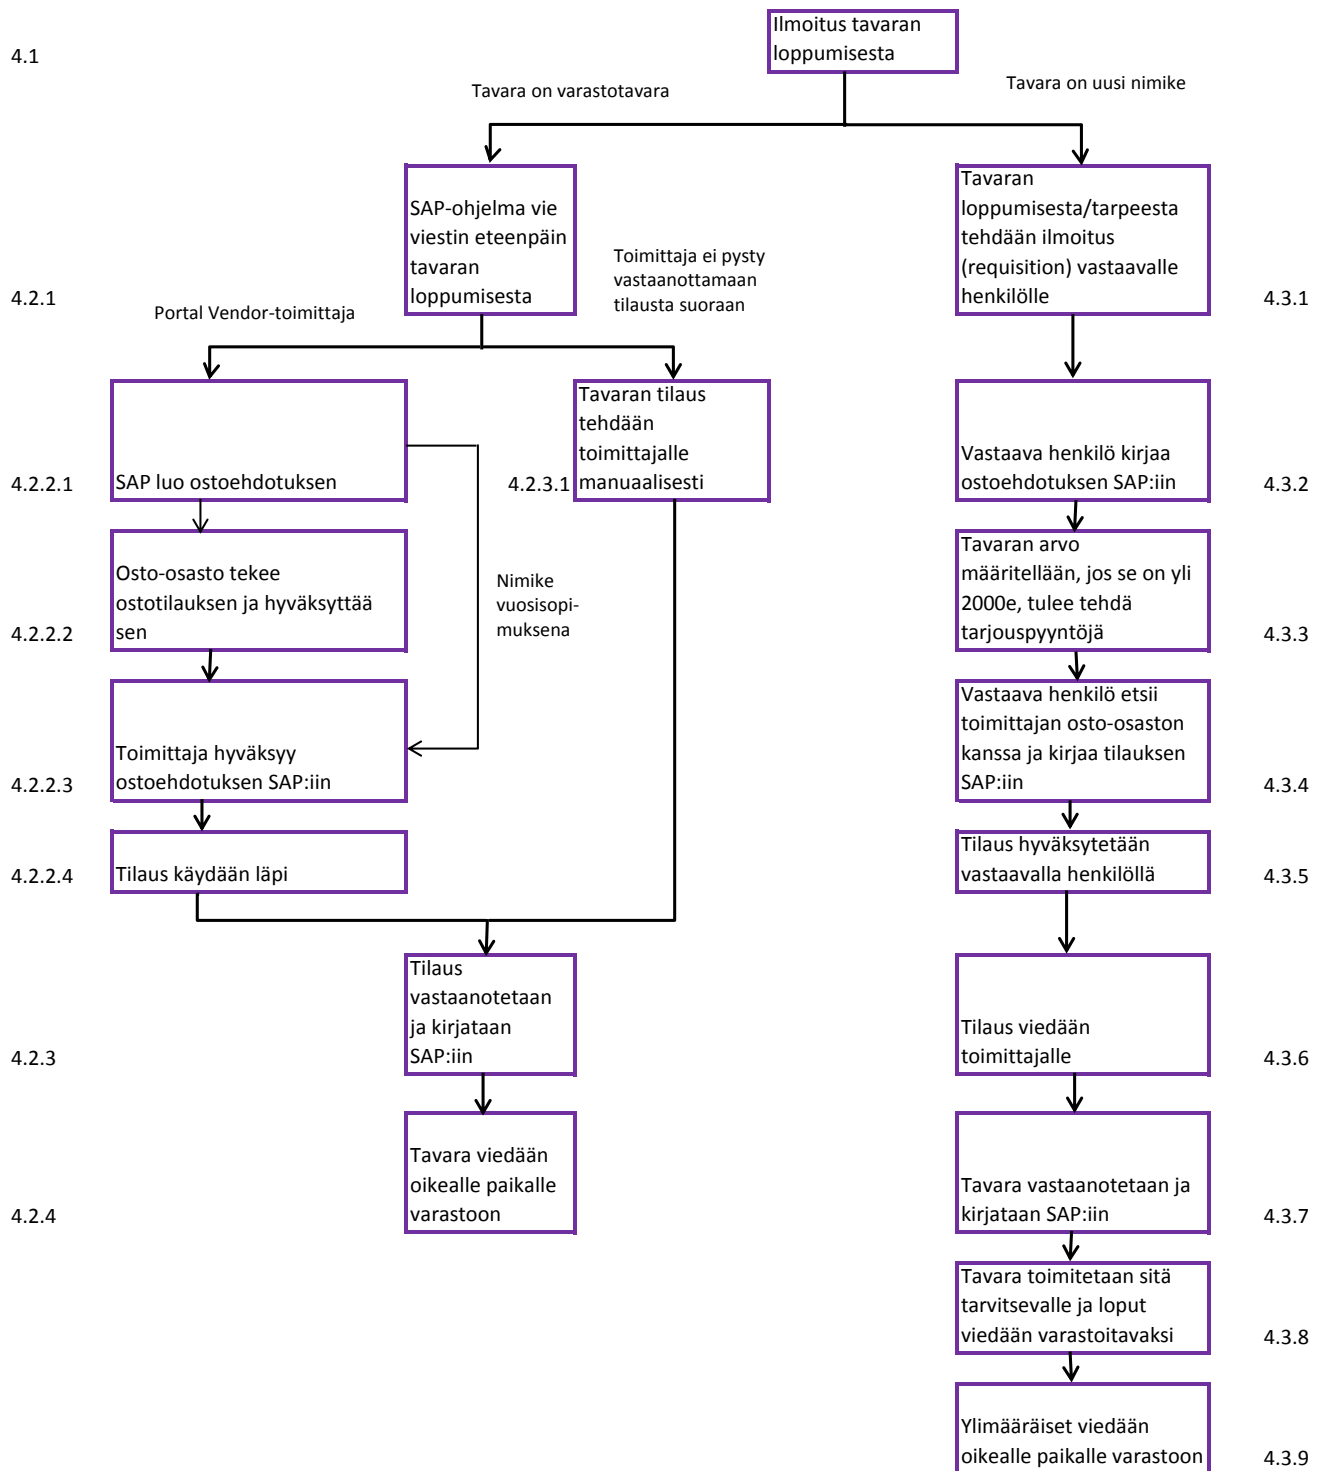 Ilmoitus tavaran
loppumisesta
4.1
Tavara on varastotavara
Tavara on uusi nimike
SAP-ohjelma vie
viestin eteenpäin
tavaran
loppumisesta
4.2.1
Portal Vendor-toimittaja
Toimittaja ei pysty
vastaanottamaan
tilausta suoraan
Tavaran
loppumisesta/tarpeesta
tehdään ilmoitus
(requisition) vastaavalle
henkilölle
4.3.1
SAP luo ostoehdotuksen
4.2.2.1
Tavaran tilaus
tehdään
toimittajalle
manuaalisesti
4.2.3.1
Vastaava henkilö kirjaa
ostoehdotuksen SAP:iin
4.3.2
Osto-osasto tekee
ostotilauksen ja hyväksyttää
sen
4.2.2.2
Nimike
vuosisopi-
muksena
Tavaran arvo
määritellään, jos se on yli
2000e, tulee tehdä
tarjouspyyntöjä
4.3.3
Toimittaja hyväksyy
ostoehdotuksen SAP:iin
4.2.2.3
Vastaava henkilö etsii
toimittajan osto-osaston
kanssa ja kirjaa tilauksen
SAP:iin
4.3.4
Tilaus käydään läpi
4.2.2.4
Tilaus hyväksytetään
vastaavalla henkilöllä
4.3.5
Tilaus
vastaanotetaan
ja kirjataan
SAP:iin
4.2.3
Tilaus viedään
toimittajalle
4.3.6
Tavara viedään
oikealle paikalle
varastoon
4.2.4
Tavara vastaanotetaan ja
kirjataan SAP:iin
4.3.7
Tavara toimitetaan sitä
tarvitsevalle ja loput
viedään varastoitavaksi
4.3.8
Ylimääräiset viedään
oikealle paikalle varastoon
4.3.9